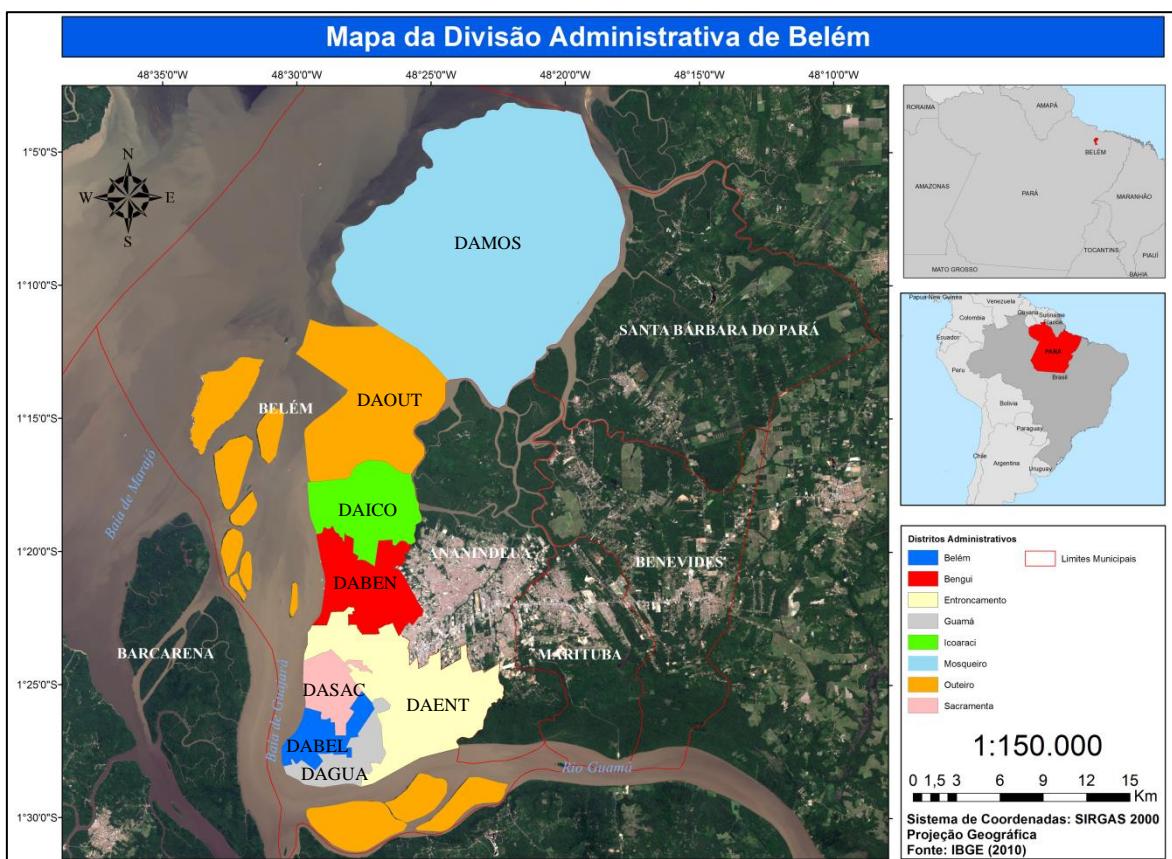 Mapa da Divisão Administrativa de Belém
48°35'0"W 48°30'0"W 48°25'0"W 48°20'0"W 48°15'0"W 48°10'0"W
1°5'0"S
1°10'0"S
1°15'0"S
1°20'0"S
1°25'0"S
1°30'0"S
N
W E
S
DAMOS
SANTA BÁRBARA DO PARÁ
DAOUT
BELÉM
Baía de Marajó
DAICO
ANANINDEUA
BENEVIDES
DABEN
BARCARENA
MARITUBA
DASAC
DAENT
Baía de Guajará
DABEL
DAGUA
Rio Guamá
RORAIMA
AMAPÁ
BELÉM
AMAZONAS
PARÁ
MARANHÃO
TOCANTINS
PIAUÍ
MATO GROSSO
BAHIA
Papua-New Guinea
Venezuela
Guyana
Suriname
Colombia
Ecuador
PARÁ
Peru
Brasil
Bolivia
Paraguay
Chile
Argentina
Uruguay
Distritos Administrativos
Belém
Limites Municipais
Bengui
Entroncamento
Guamá
Icoaraci
Mosqueiro
Outeiro
Sacramenta
1:150.000
0 1,5 3 6 9 12 15
Km
Sistema de Coordenadas: SIRGAS 2000
Projeção Geográfica
Fonte: IBGE (2010)